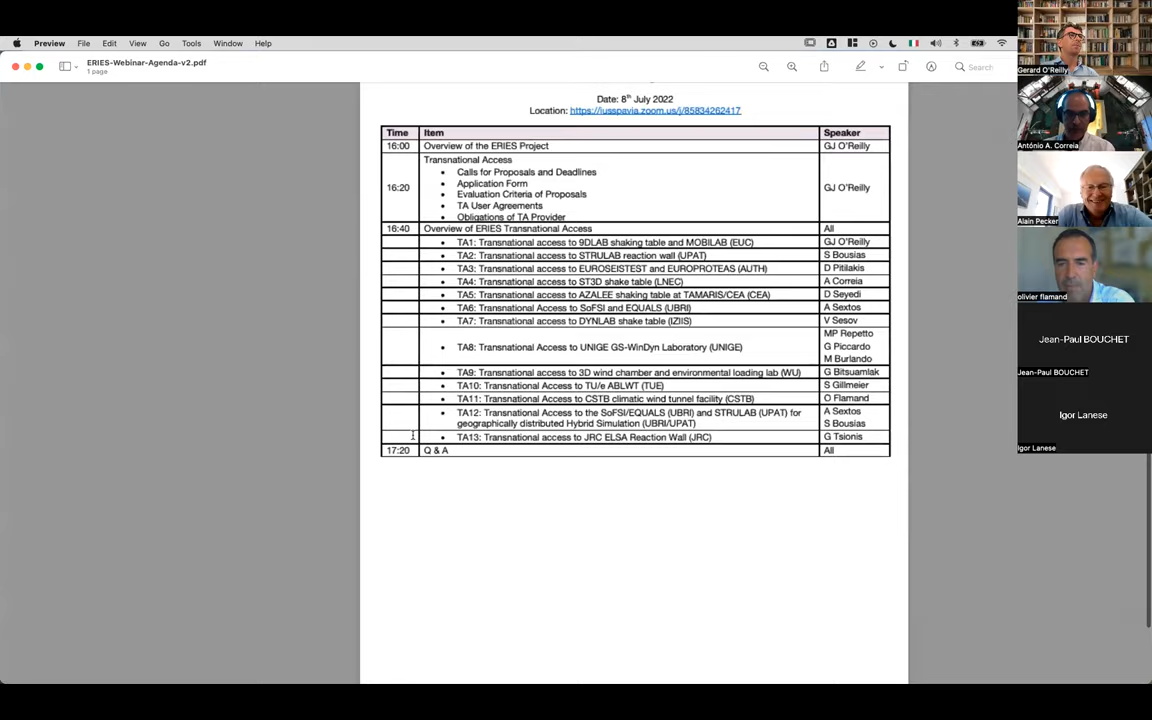 Preview File Edit View Go Tools Window Help
ERIES-Webinar-Agenda-v2.pdf
1 page
Search
Date: 8th July 2022
Location: https://iusspavia.zoom.us/j/85834262417
Time Item Speaker
16:00 Overview of the ERIES Project GJ O'Reilly
Transnational Access
• Calls for Proposals and Deadlines
• Application Form
16:20 • Evaluation Criteria of Proposals GJ O'Reilly
• TA User Agreements
• Obligations of TA Provider
16:40 Overview of ERIES Transnational Access All
• TA1: Transnational access to 9DLAB shaking table and MOBILAB (EUC) GJ O'Reilly
• TA2: Transnational access to STRULAB reaction wall (UPAT) S Bousias
• TA3: Transnational access to EUROSEISTEST and EUROPROTEAS (AUTH) D Pitilakis
• TA4: Transnational access to ST3D shake table (LNEC) A Correia
• TA5: Transnational access to AZALEE shaking table at TAMARIS/CEA (CEA) D Seyedi
• TA6: Transnational access to SoFSI and EQUALS (UBRI) A Sextos
• TA7: Transnational access to DYNLAB shake table (IZIIS) V Sesov
MP Repetto
• TA8: Transnational Access to UNIGE GS-WinDyn Laboratory (UNIGE) G Piccardo
M Burlando
• TA9: Transnational access to 3D wind chamber and environmental loading lab (WU) G Bitsuamlak
• TA10: Transnational Access to TU/e ABLWT (TUE) S Gillmeier
• TA11: Transnational Access to CSTB climatic wind tunnel facility (CSTB) O Flamand
• TA12: Transnational Access to the SoFSI/EQUALS (UBRI) and STRULAB (UPAT) for A Sextos
geographically distributed Hybrid Simulation (UBRI/UPAT) S Bousias
• TA13: Transnational access to JRC ELSA Reaction Wall (JRC) G Tsionis
17:20 Q & A All
Gerard O'Reilly
António A. Correia
Alain Pecker
olivier flamand
Jean-Paul BOUCHET
Jean-Paul BOUCHET
Igor Lanese
Igor Lanese